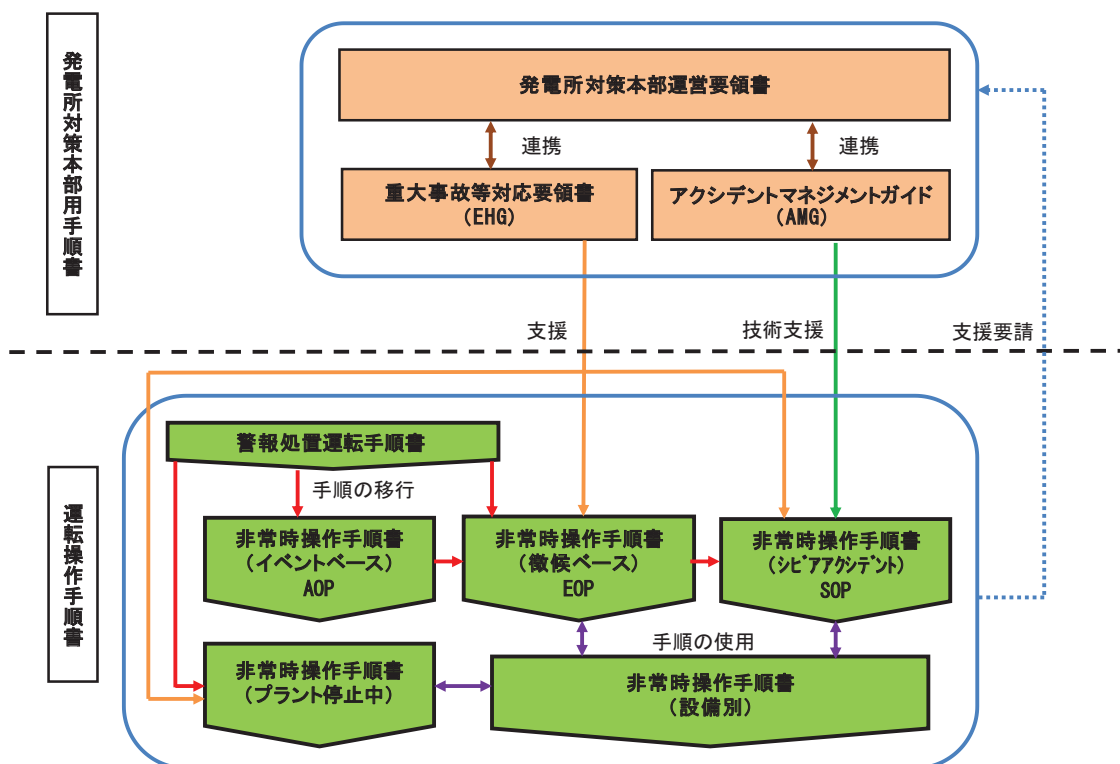 発電所対策本部用手順書
発電所対策本部運営要領書
連携
連携
重大事故等対応要領書
(EHG)
アクシデントマネジメントガイド
(AMG)
支援
技術支援
支援要請
運転操作手順書
警報処置運転手順書
手順の移行
非常時操作手順書
(イベントベース)
AOP
非常時操作手順書
(徴候ベース)
EOP
非常時操作手順書
(シビアアクシデント)
SOP
手順の使用
非常時操作手順書
(プラント停止中)
非常時操作手順書
(設備別)